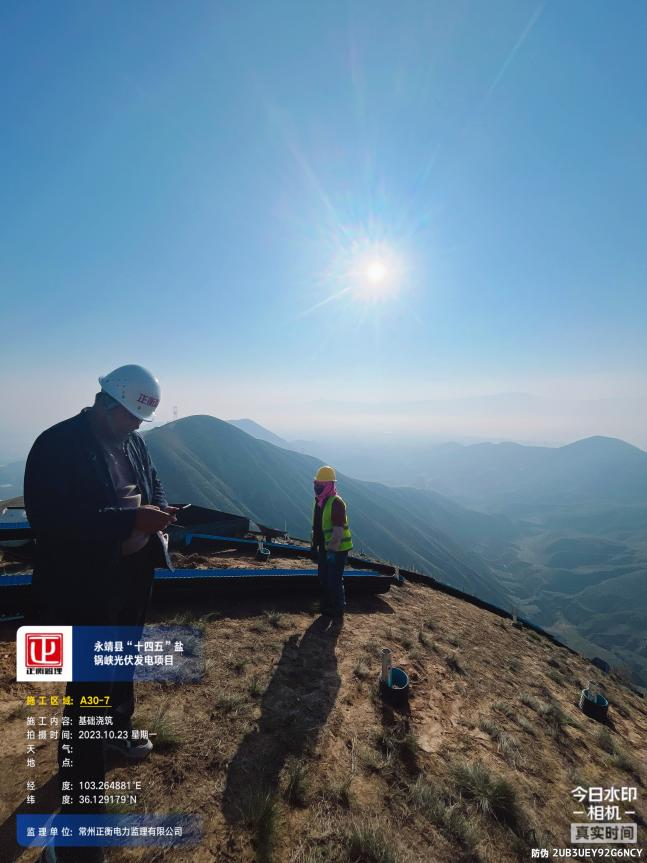 正衡
正衡监理
永靖县“十四五”盐
锅峡光伏发电项目
施工区域：A30-7
施工内容：基础浇筑
拍摄时间：2023.10.23 星期一
天气：
地点：
经度：103.264881°E
纬度：36.129179°N
监理单位：常州正衡电力监理有限公司
今日水印
-相机-
真实时间
防伪 2UB3UEY92G6NCY